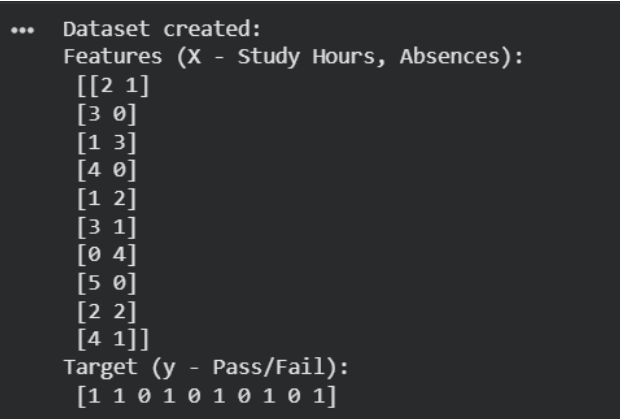 Dataset created:
Features (X - Study Hours, Absences):
[[2 1]
[3 0]
[1 3]
[4 0]
[1 2]
[3 1]
[0 4]
[5 0]
[2 2]
[4 1]]
Target (y - Pass/Fail):
[1 1 0 1 0 1 0 1 0 1]